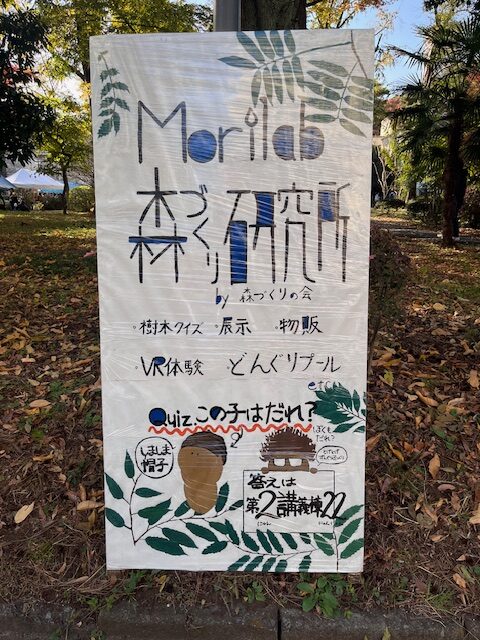 Morilab
森づくり研究所
by 森づくりの会
・樹木クイズ ・展示 ・物販
・VR体験 どんぐりプール
etc...
Quiz.この子はだれ?
しましま
帽子
ぼくも
だれ?
答えは
第2講義棟22